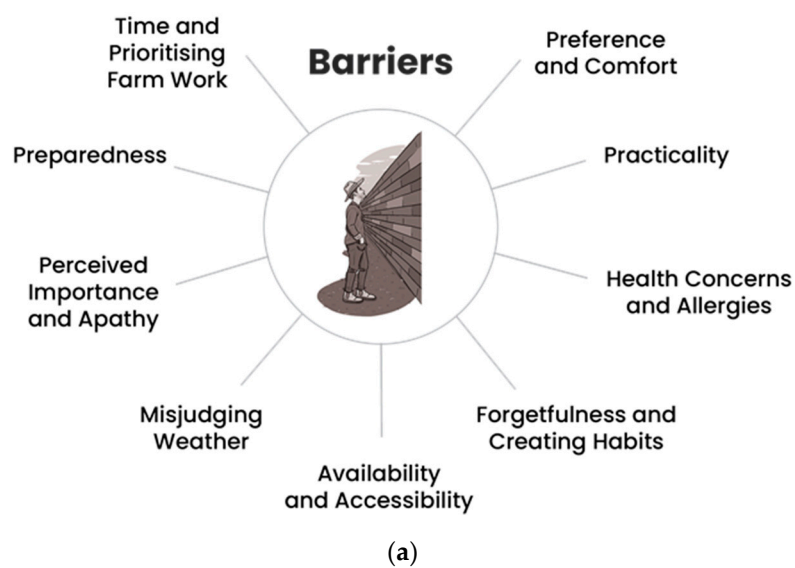 Barriers
Time and
Prioritising
Farm Work
Preference
and Comfort
Preparedness
Practicality
Perceived
Importance
and Apathy
Health Concerns
and Allergies
Misjudging
Weather
Forgetfulness and
Creating Habits
Availability
and Accessibility
(a)